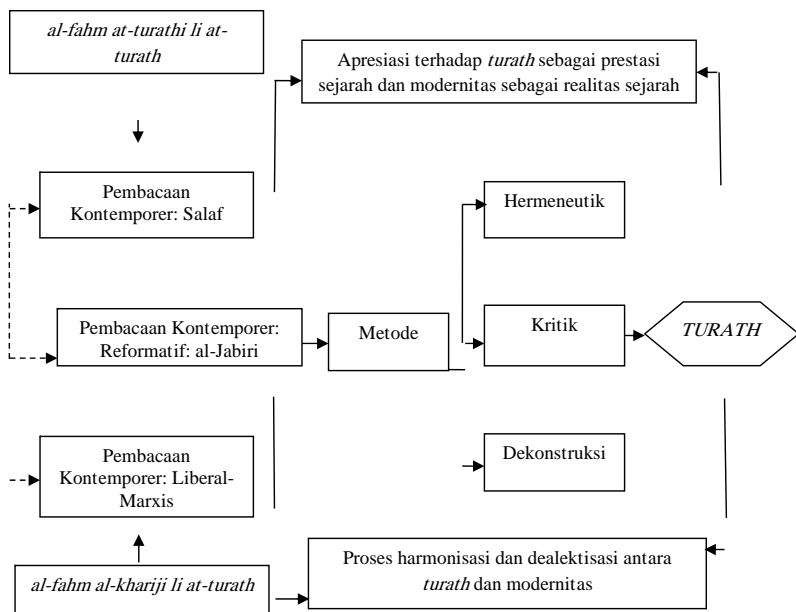 al-fahm at-turathi li at-
turath
Apresiasi terhadap turath sebagai prestasi
sejarah dan modernitas sebagai realitas sejarah
Pembacaan
Kontemporer: Salaf
Hermeneutik
Pembacaan Kontemporer:
Reformatif: al-Jabiri
Metode
Kritik
TURATH
Pembacaan
Kontemporer: Liberal-
Marxis
Dekonstruksi
al-fahm al-khariji li at-turath
Proses harmonisasi dan dealektisasi antara
turath dan modernitas